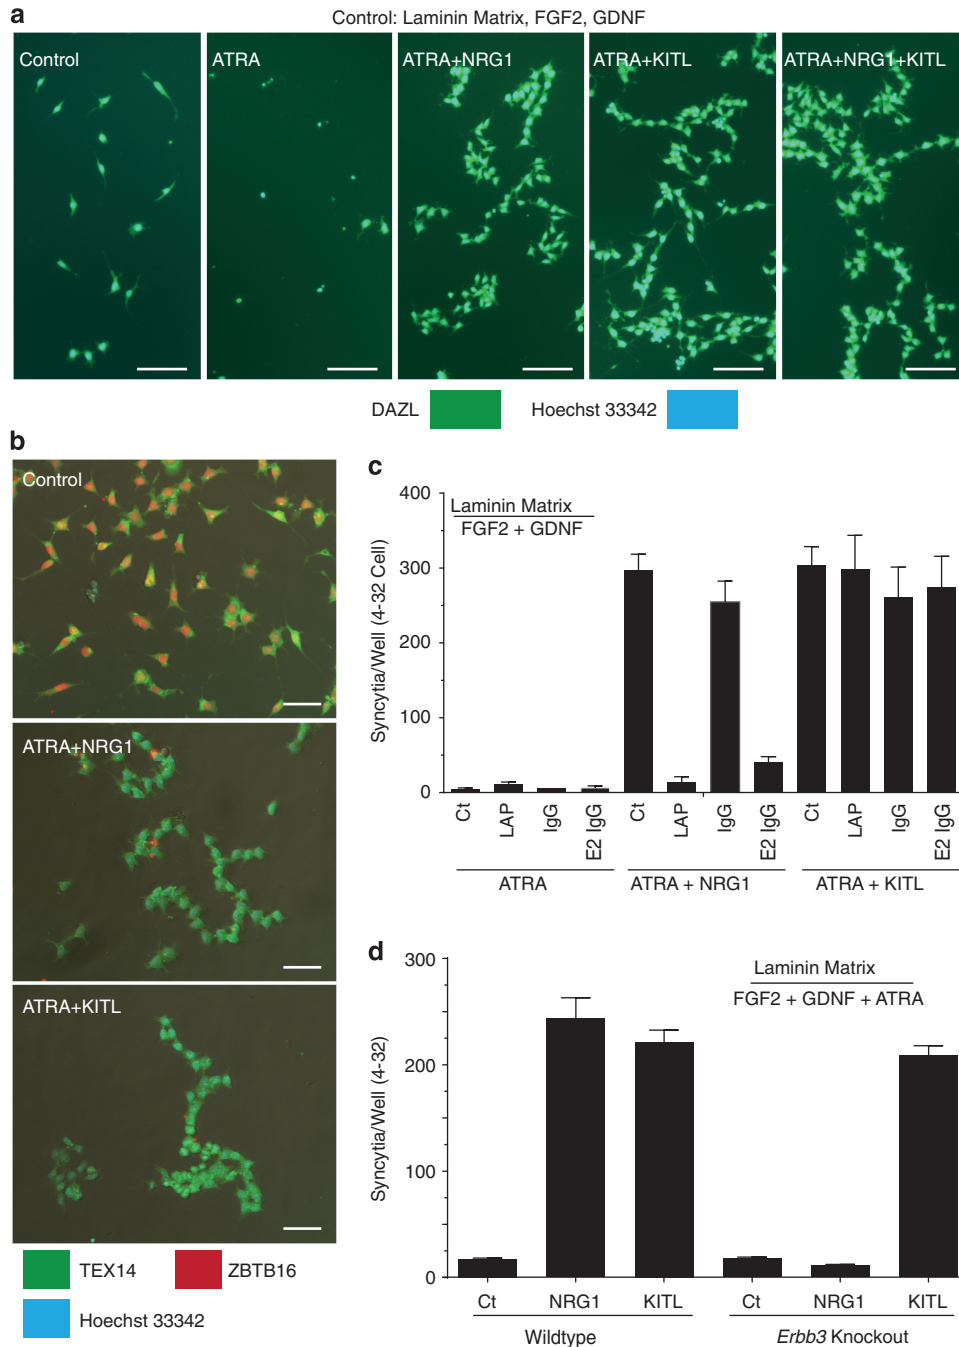 a
Control: Laminin Matrix, FGF2, GDNF
Control
ATRA
ATRA+NRG1
ATRA+KITL
ATRA+NRG1+KITL
DAZL
Hoechst 33342
b
Control
ATRA+NRG1
ATRA+KITL
TEX14
ZBTB16
Hoechst 33342
c
Laminin Matrix
FGF2 + GDNF
Syncytia/Well (4-32 Cell)
400
300
200
100
0
Ct
LAP
IgG
E2 IgG
Ct
LAP
IgG
E2 IgG
Ct
LAP
IgG
E2 IgG
ATRA
ATRA + NRG1
ATRA + KITL
d
Laminin Matrix
FGF2 + GDNF + ATRA
Syncytia/Well (4-32)
300
200
100
0
Ct
NRG1
KITL
Ct
NRG1
KITL
Wildtype
Erbb3 Knockout